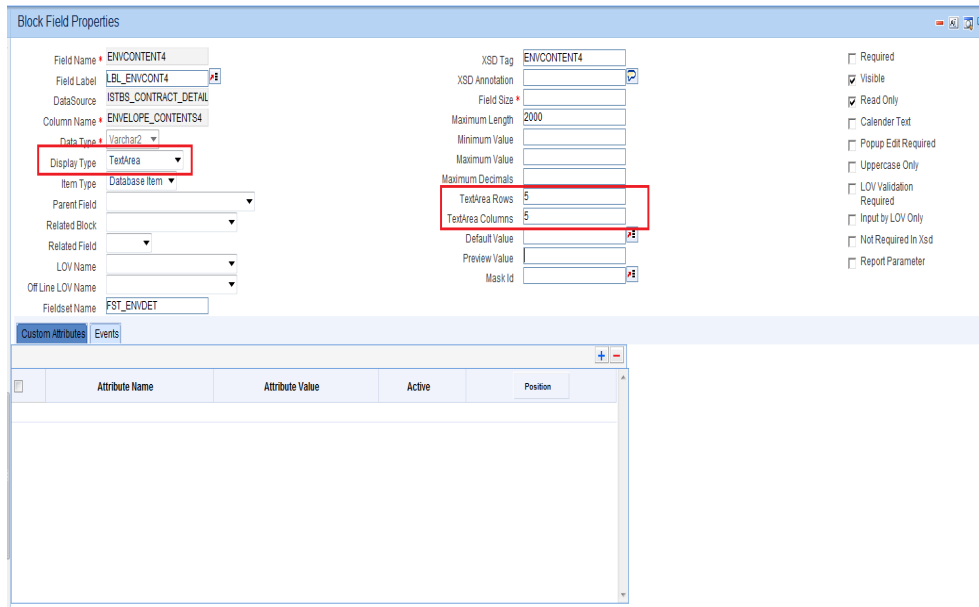 Block Field Properties
Field Name * ENVCONTENT4
Field Label LBL_ENVCONT4
DataSource ISTBS_CONTRACT_DETAIL
Column Name * ENVELOPE_CONTENTS4
Data Type * Varchar2
Display Type TextArea
Item Type Database Item
Parent Field
Related Block
Related Field
LOV Name
Off Line LOV Name
Fieldset Name FST_ENVDET
XSD Tag ENVCONTENT4
XSD Annotation
Field Size *
Maximum Length 2000
Minimum Value
Maximum Value
Maximum Decimals
TextArea Rows 5
TextArea Columns 5
Default Value
Preview Value
Mask Id
Required
Visible
Read Only
Calender Text
Popup Edit Required
Uppercase Only
LOV Validation
Required
Input by LOV Only
Not Required In Xsd
Report Parameter
Custom Attributes Events
Attribute Name Attribute Value Active Position